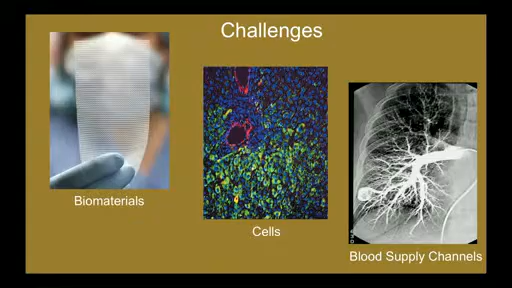 Challenges
Biomaterials
Cells
Blood Supply Channels